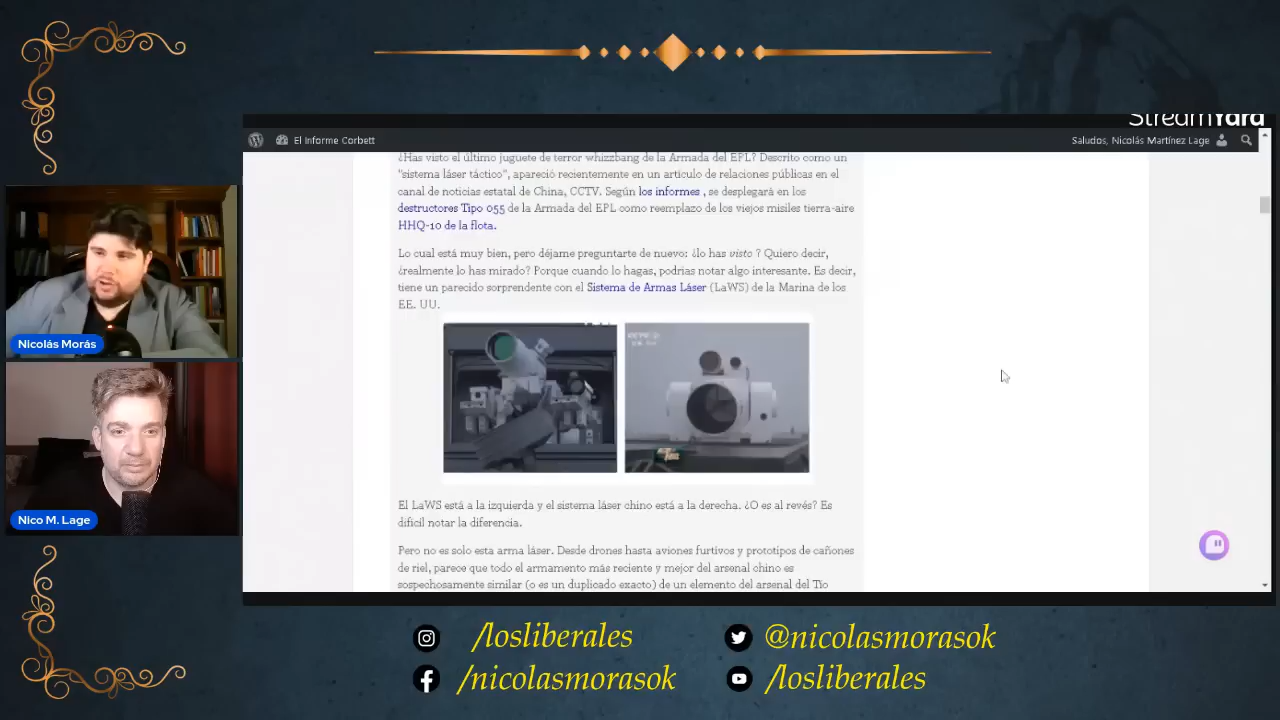 StreamYard
El Informe Corbett
Saludos, Nicolás Martínez Lage
¿Has visto el último juguete de terror whizzbang de la Armada del EPL? Descrito como un
"sistema láser táctico", apareció recientemente en un artículo de relaciones públicas en el
canal de noticias estatal de China, CCTV. Según los informes , se desplegará en los
destructores Tipo 055 de la Armada del EPL como reemplazo de los viejos misiles tierra-aire
HHQ-10 de la flota.
Lo cual está muy bien, pero déjame preguntarte de nuevo: ¿lo has visto ? Quiero decir,
¿realmente lo has mirado? Porque cuando lo hagas, podrías notar algo interesante. Es decir,
tiene un parecido sorprendente con el Sistema de Armas Láser (LaWS) de la Marina de los
EE. UU.
El LaWS está a la izquierda y el sistema láser chino está a la derecha. ¿O es al revés? Es
difícil notar la diferencia.
Pero no es solo esta arma láser. Desde drones hasta aviones furtivos y prototipos de cañones
de riel, parece que todo el armamento más reciente y mejor del arsenal chino es
sospechosamente similar (o es un duplicado exacto) de un elemento del arsenal del Tío
Nicolás Morás
Nico M. Lage
/losliberales
@nicolasmorasok
/nicolasmorasok
/losliberales